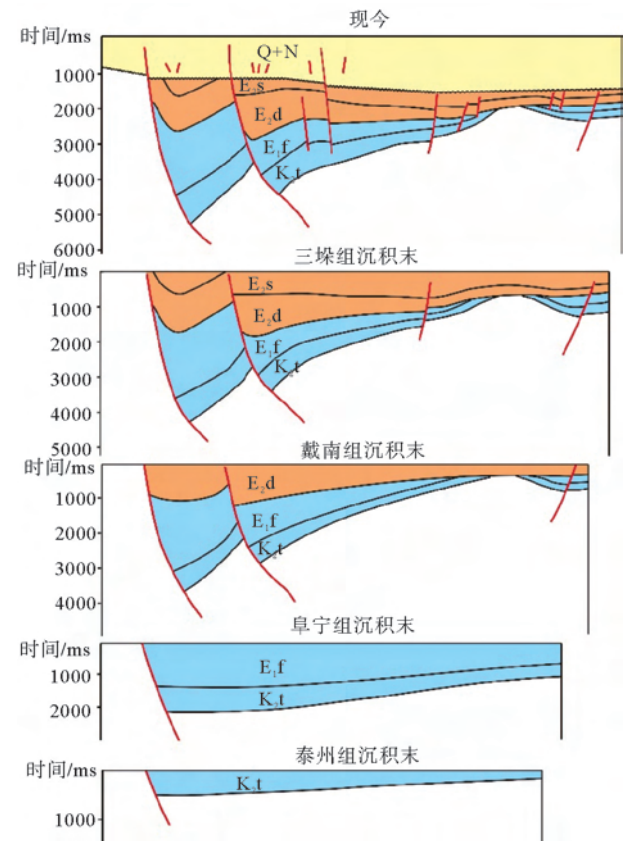 现今
时间/ms
Q+N
1000
E₂s
2000
E₂d
3000
E₁f
K₂t
4000
5000
6000
三垛组沉积末
时间/ms
E₂s
1000
E₂d
2000
E₁f
3000
K₂t
4000
5000
戴南组沉积末
时间/ms
E₂d
1000
E₁f
2000
K₂t
3000
4000
阜宁组沉积末
时间/ms
E₁f
1000
K₂t
2000
泰州组沉积末
时间/ms
K₂t
1000